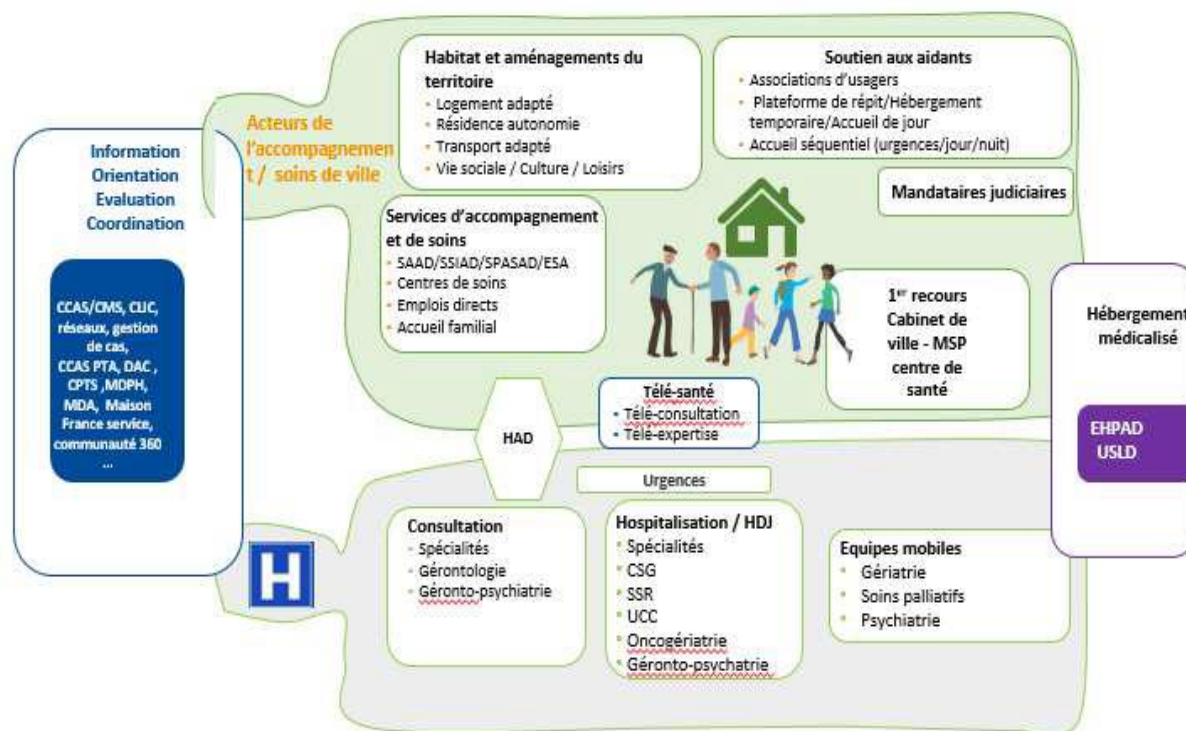 Information
Orientation
Evaluation
Coordination
CCAS/CMS, CLIC,
réseaux, gestion
de cas,
CCAS PTA, DAC ,
CPTS ,MDPH,
MDA, Maison
France service,
communauté 360
...
Acteurs de
l'accompagnemen
t / soins de ville
Habitat et aménagements du
territoire
• Logement adapté
• Résidence autonomie
• Transport adapté
• Vie sociale / Culture / Loisirs
Soutien aux aidants
• Associations d'usagers
• Plateforme de répit/Hébergement
temporaire/Accueil de jour
• Accueil séquentiel (urgences/jour/nuit)
Mandataires judiciaires
Services d'accompagnement
et de soins
• SAAD/SSIAD/SPASAD/ESA
• Centres de soins
• Emplois directs
• Accueil familial
1er recours
Cabinet de
ville - MSP
centre de
santé
Télé-santé
• Télé-consultation
• Télé-expertise
HAD
Hébergement
médicalisé
EHPAD
USLD
H
Urgences
Consultation
• Spécialités
• Gérontologie
• Géronto-psychiatrie
Hospitalisation / HDJ
• Spécialités
• CSG
• SSR
• UCC
• Oncogériatrie
• Géronto-psychatrie
Equipes mobiles
• Gériatrie
• Soins palliatifs
• Psychiatrie